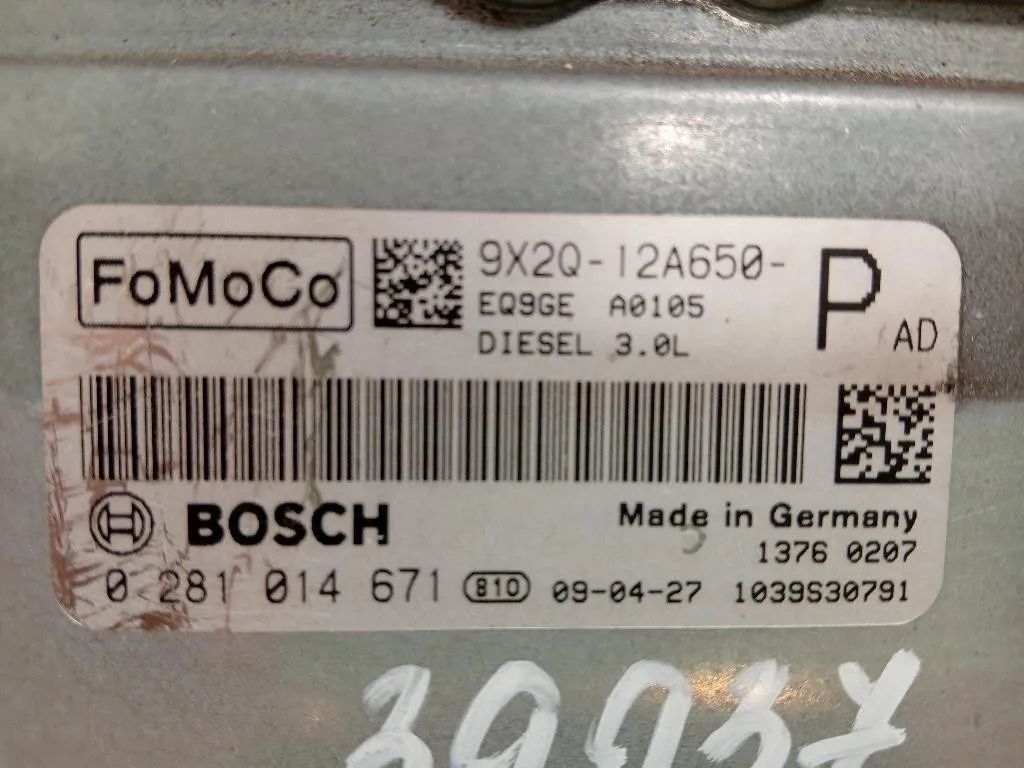 FoMoCo
9X2Q-12A650-
EQ9GE A0105
DIESEL 3.0L
P AD
BOSCH
Made in Germany
1376 0207
0 281 014 671 810 09-04-27 1039S30791